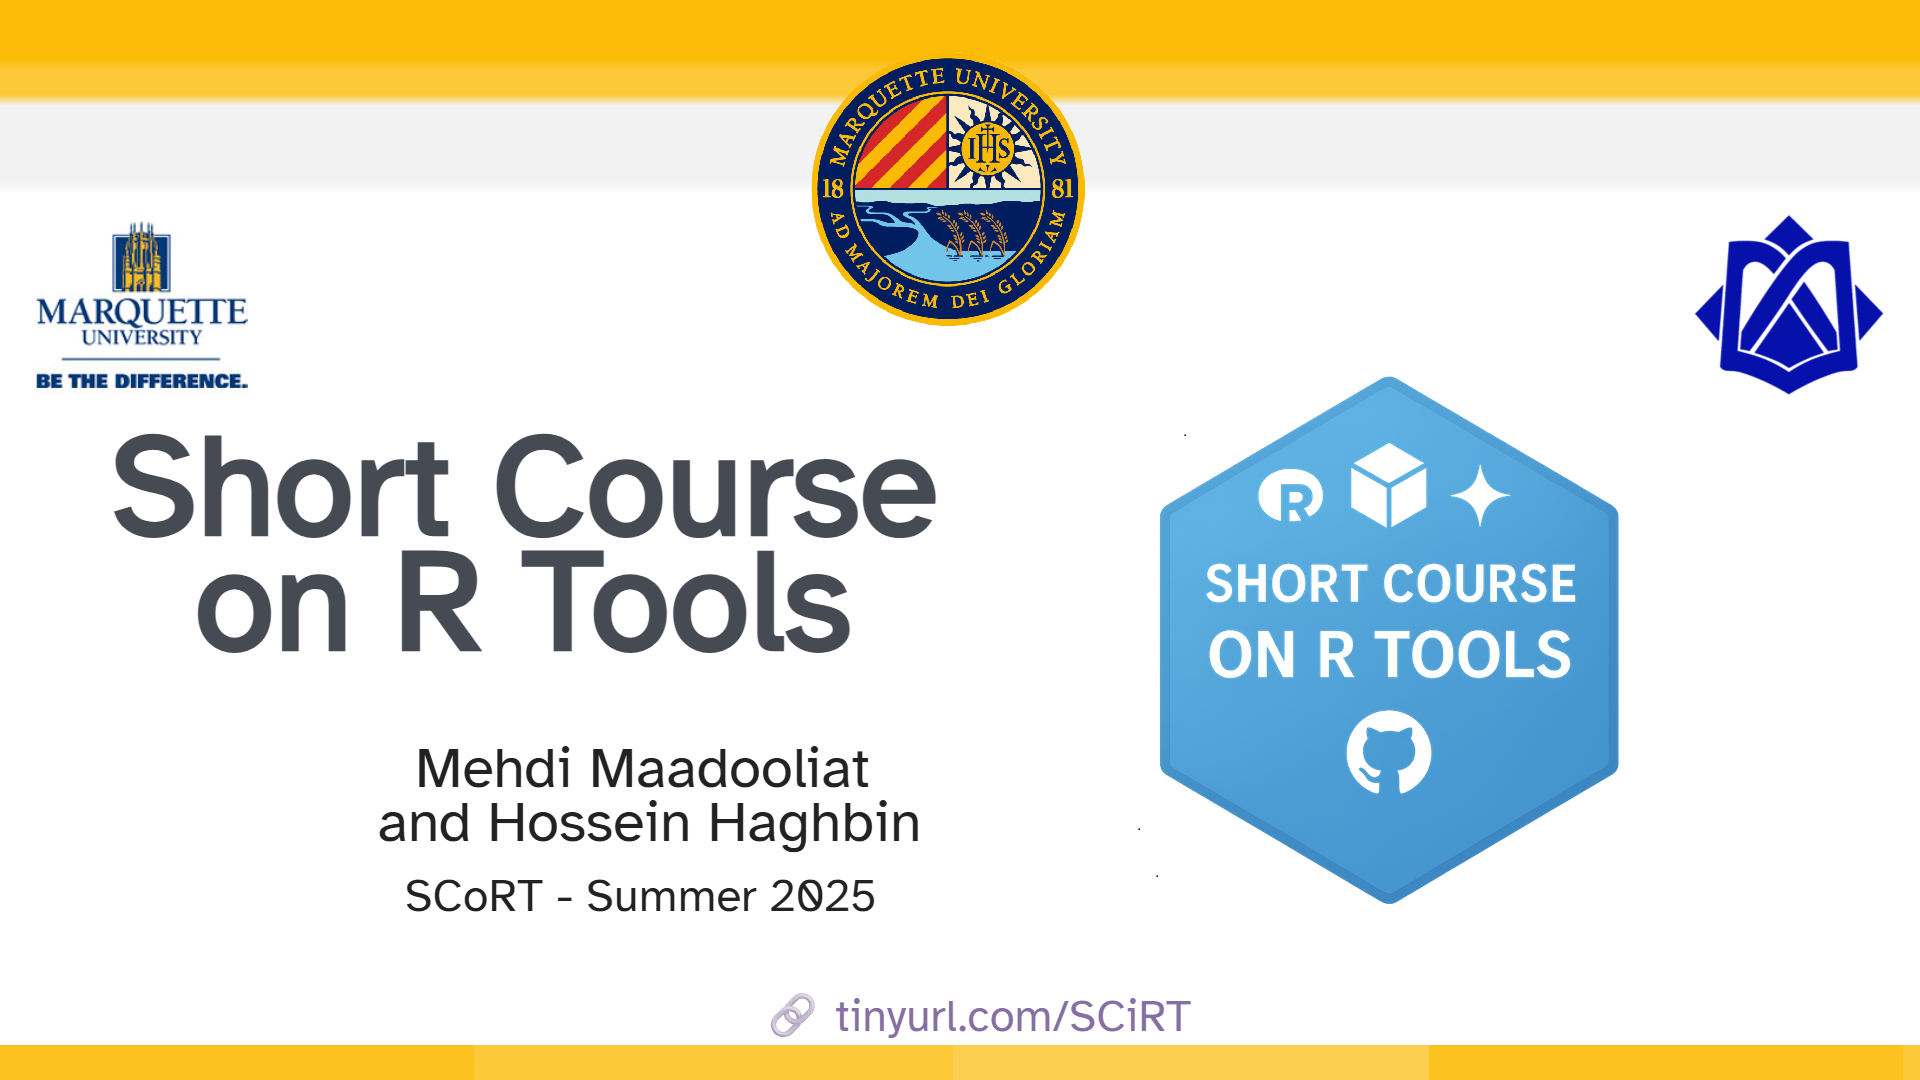 MARQUETTE UNIVERSITY
18 81
IHS
AD MAJOREM DEI GLORIAM
MARQUETTE
UNIVERSITY
BE THE DIFFERENCE.
Short Course
on R Tools
R
SHORT COURSE
ON R TOOLS
Mehdi Maadooliat
and Hossein Haghbin
SCoRT - Summer 2025
tinyurl.com/SCiRT